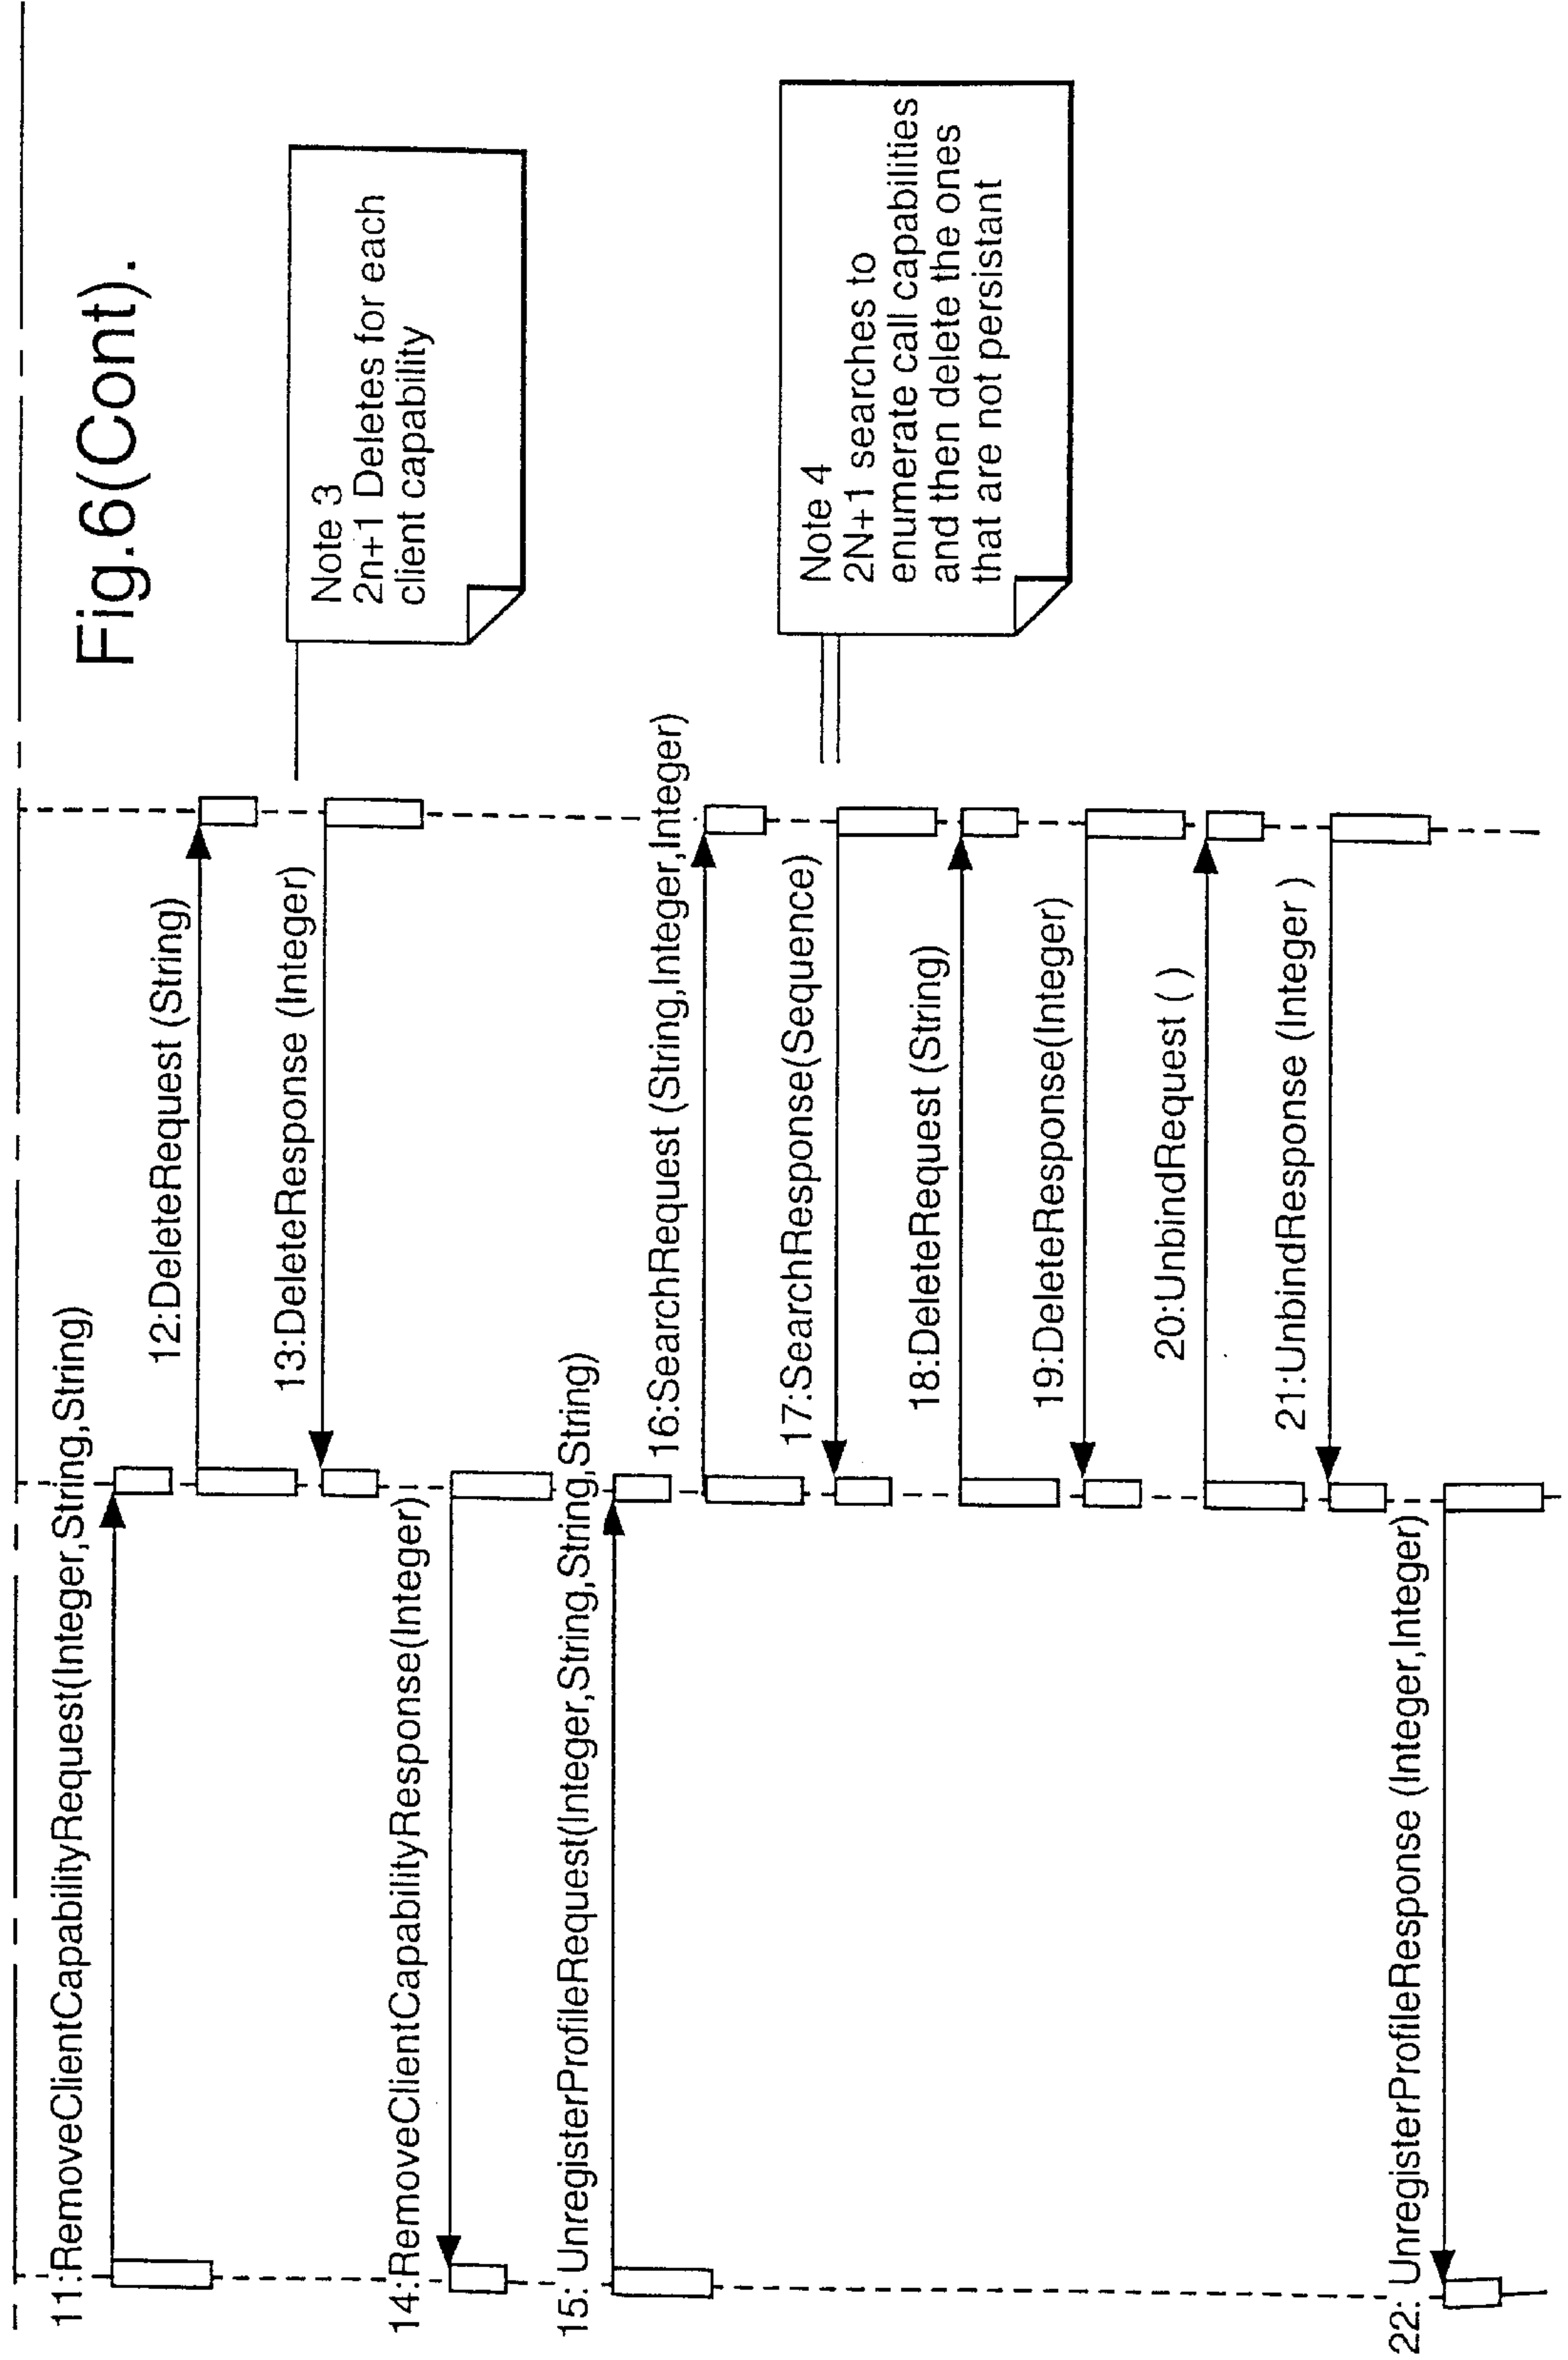 Fig.6(Cont).
11:RemoveClientCapabilityRequest(Integer,String,String)
12:DeleteRequest (String)
13:DeleteResponse (Integer)
Note 3
2n+1 Deletes for each
client capability
14:RemoveClientCapabilityResponse(Integer)
15: UnregisterProfileRequest(Integer,String,String,String)
16:SearchRequest (String,Integer,Integer)
17:SearchResponse(Sequence)
Note 4
2N+1 searches to
enumerate call capabilities
and then delete the ones
that are not persistant
18:DeleteRequest (String)
19:DeleteResponse(Integer)
20:UnbindRequest ( )
21:UnbindResponse (Integer )
22: UnregisterProfileResponse (Integer,Integer)